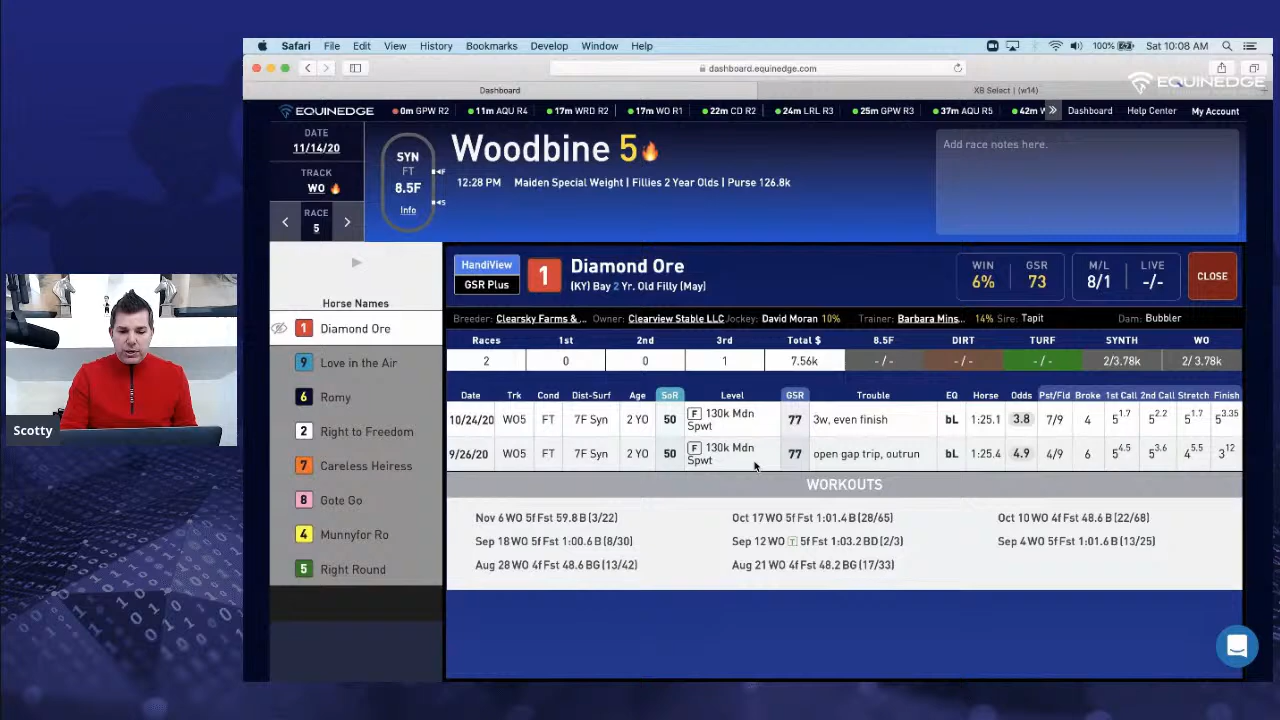 Safari File Edit View History Bookmarks Develop Window Help 100% Sat 10:08 AM
dashboard.equinedge.com
EQUINEDGE
Dashboard XB Select | (w14)
EQUINEDGE 0m GPW R2 11m AQU R4 17m WRD R2 17m WO R1 22m CD R2 24m LRL R3 25m GPW R3 37m AQU R5 42m W Dashboard Help Center My Account
DATE
11/14/20
TRACK
WO
RACE
5
SYN
FT
8.5F
Info
F
S
Woodbine 5
12:28 PM Maiden Special Weight | Fillies 2 Year Olds | Purse 126.8k
Add race notes here.
Horse Names
1 Diamond Ore
9 Love in the Air
6 Romy
2 Right to Freedom
7 Careless Heiress
8 Gote Go
4 Munnyfor Ro
5 Right Round
HandiView
GSR Plus
1
Diamond Ore
(KY) Bay 2 Yr. Old Filly (May)
WIN GSR M/L LIVE
6% 73 8/1 -/-
CLOSE
Breeder: Clearsky Farms & ... Owner: Clearview Stable LLC Jockey: David Moran 10% Trainer: Barbara Mins... 14% Sire: Tapit Dam: Bubbler
Races 1st 2nd 3rd Total $ 8.5F DIRT TURF SYNTH WO
2 0 0 1 7.56k - / - - / - - / - 2/3.78k 2/ 3.78k
Date Trk Cond Dist-Surf Age SoR Level GSR Trouble EQ Horse Odds Pst/Fld Broke 1st Call 2nd Call Stretch Finish
10/24/20 WO5 FT 7F Syn 2 YO 50 F 130k Mdn Spwt 77 3w, even finish bL 1:25.1 3.8 7/9 4 5 1.7 5 2.2 5 1.7 5 3.35
9/26/20 WO5 FT 7F Syn 2 YO 50 F 130k Mdn Spwt 77 open gap trip, outrun bL 1:25.4 4.9 4/9 6 5 4.5 5 3.6 4 5.5 3 12
WORKOUTS
Nov 6 WO 5f Fst 59.8 B (3/22) Oct 17 WO 5f Fst 1:01.4 B (28/65) Oct 10 WO 4f Fst 48.6 B (22/68)
Sep 18 WO 5f Fst 1:00.6 B (8/30) Sep 12 WO T 5f Fst 1:03.2 BD (2/3) Sep 4 WO 5f Fst 1:01.6 B (13/25)
Aug 28 WO 4f Fst 48.6 BG (13/42) Aug 21 WO 4f Fst 48.2 BG (17/33)
Scotty